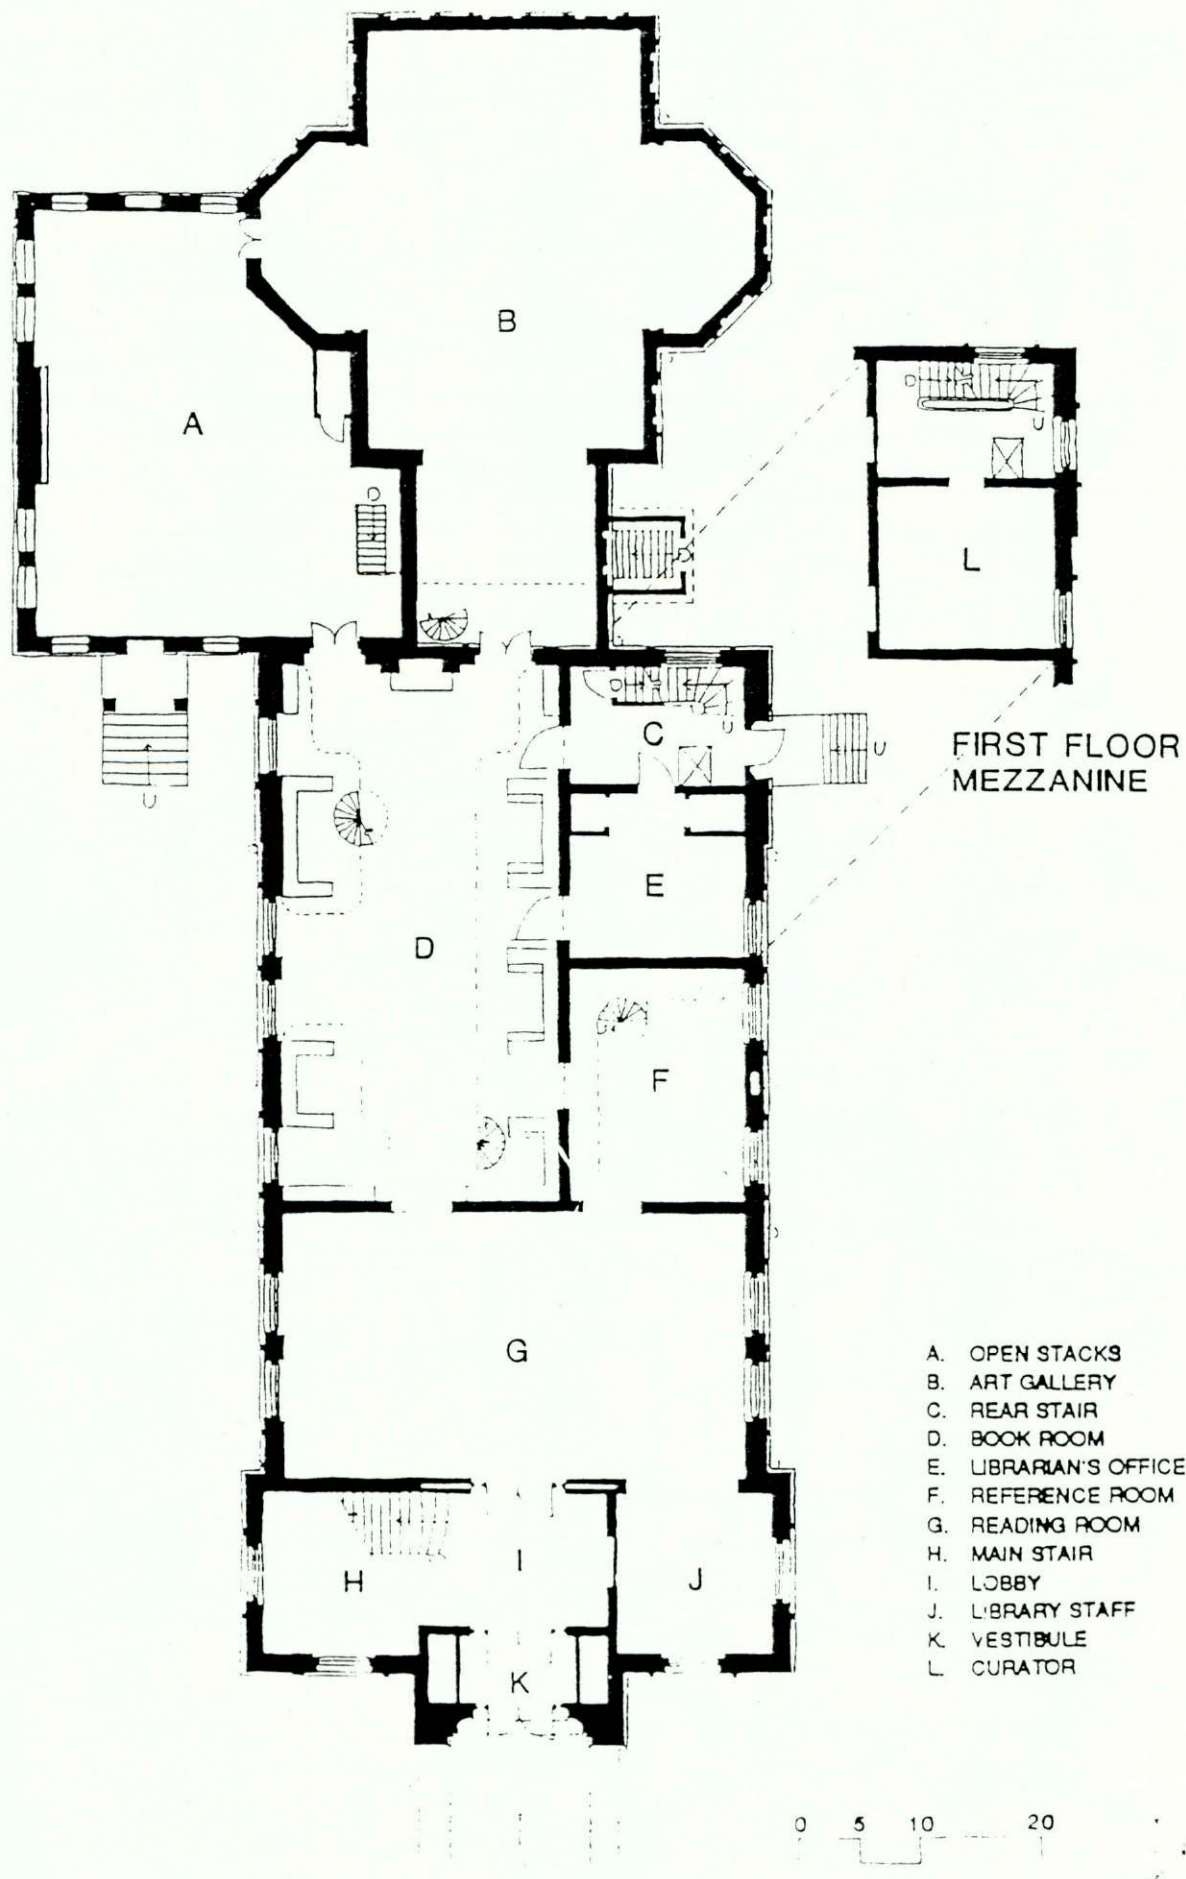 B
A
D
D
L
U
D
D
C
U
U
U
FIRST FLOOR
MEZZANINE
E
D
F
G
H
I
J
K
A. OPEN STACKS
B. ART GALLERY
C. REAR STAIR
D. BOOK ROOM
E. LIBRARIAN'S OFFICE
F. REFERENCE ROOM
G. READING ROOM
H. MAIN STAIR
I. LOBBY
J. LIBRARY STAFF
K. VESTIBULE
L. CURATOR
0 5 10 20